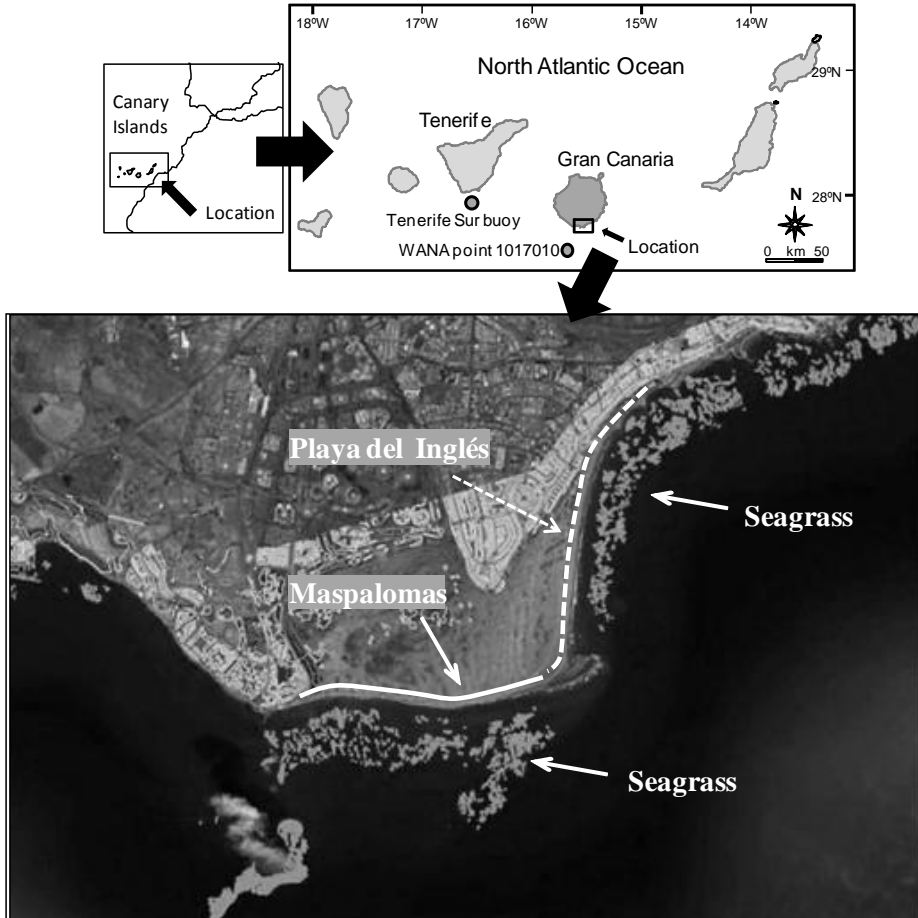 18ºW 17ºW 16ºW 15ºW 14ºW
North Atlantic Ocean
29ºN
Canary
Islands
Tenerife
Gran Canaria
28ºN
N
Location
Tenerife Sur buoy
Location
WANA point 1017010
0 km 50
Playa del Inglés
Seagrass
Maspalomas
Seagrass